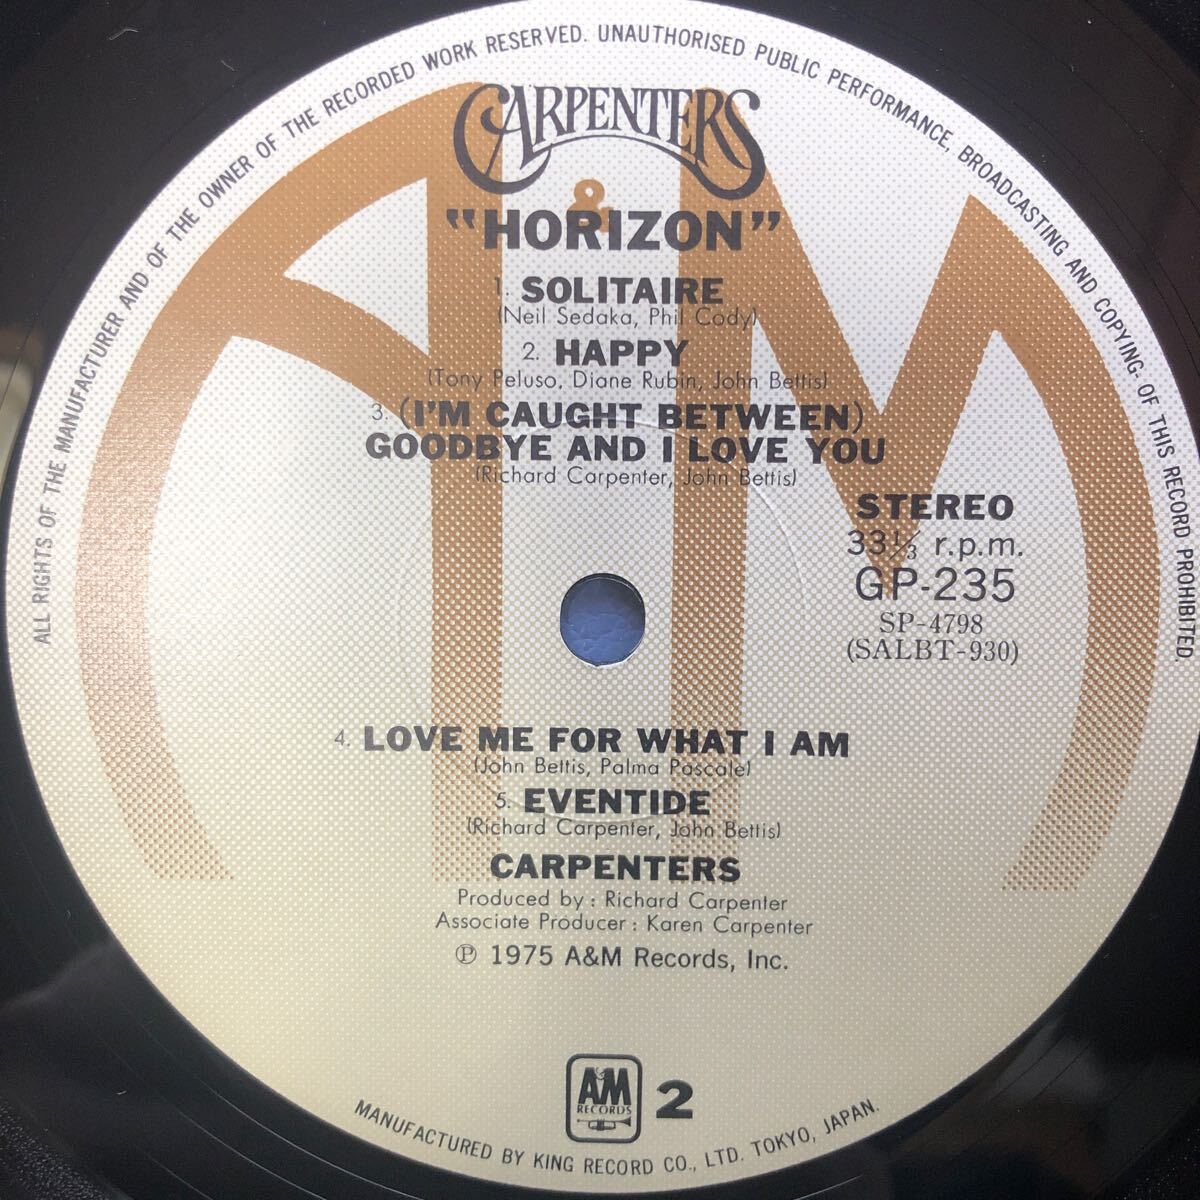 ALL RIGHTS OF THE MANUFACTURER AND OF THE OWNER OF THE RECORDED WORK RESERVED. UNAUTHORISED PUBLIC PERFORMANCE, BROADCASTING AND COPYING: OF THIS RECORD PROHIBITED.
CARPENTERS
&
"HORIZON"
1. SOLITAIRE
(Neil Sedaka, Phil Cody)
2. HAPPY
(Tony Peluso, Diane Rubin, John Bettis)
3. (I'M CAUGHT BETWEEN)
GOODBYE AND I LOVE YOU
(Richard Carpenter, John Bettis)
STEREO
33⅓ r.p.m.
GP-235
SP-4798
(SALBT-930)
4. LOVE ME FOR WHAT I AM
(John Bettis, Palma Pascale)
5. EVENTIDE
(Richard Carpenter, John Bettis)
CARPENTERS
Produced by : Richard Carpenter
Associate Producer : Karen Carpenter
℗ 1975 A&M Records, Inc.
A&M
RECORDS
2
MANUFACTURED BY KING RECORD CO., LTD. TOKYO, JAPAN.